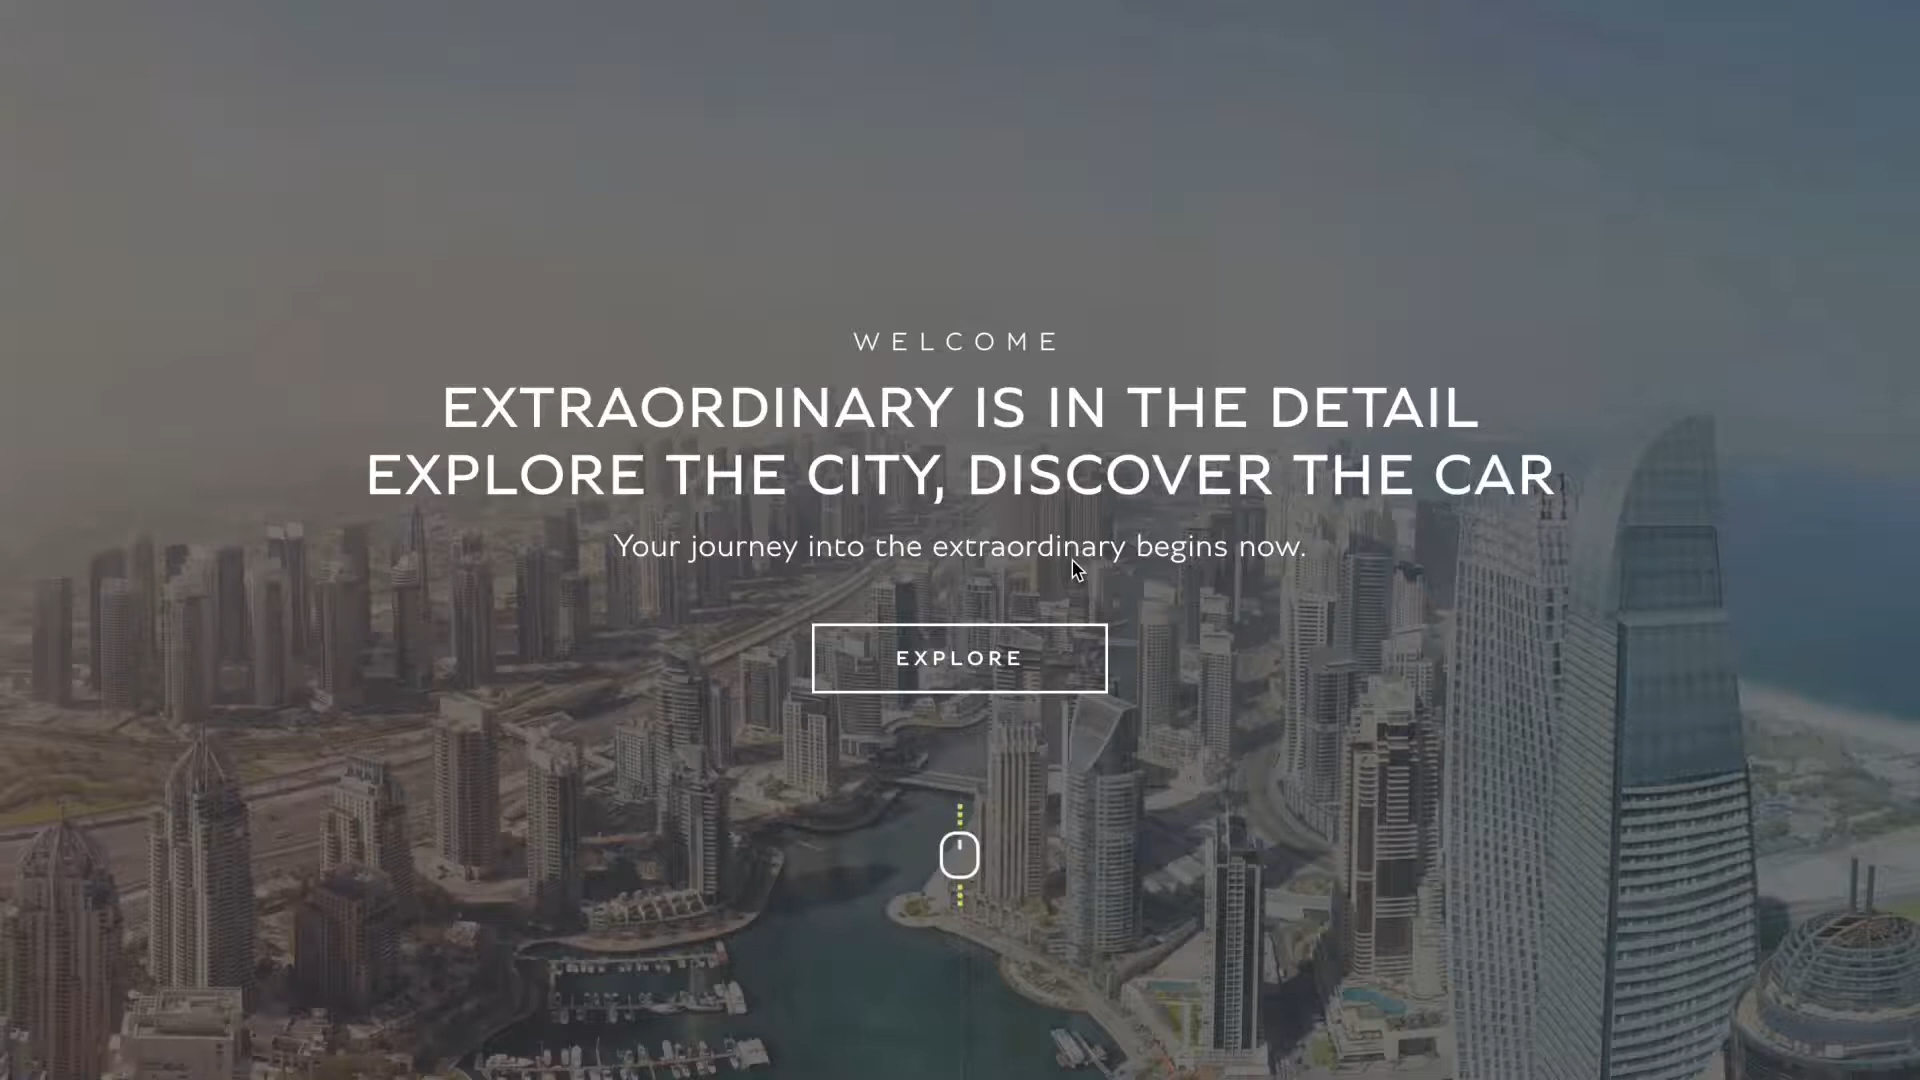 WELCOME
EXTRAORDINARY IS IN THE DETAIL
EXPLORE THE CITY, DISCOVER THE CAR
Your journey into the extraordinary begins now.
EXPLORE